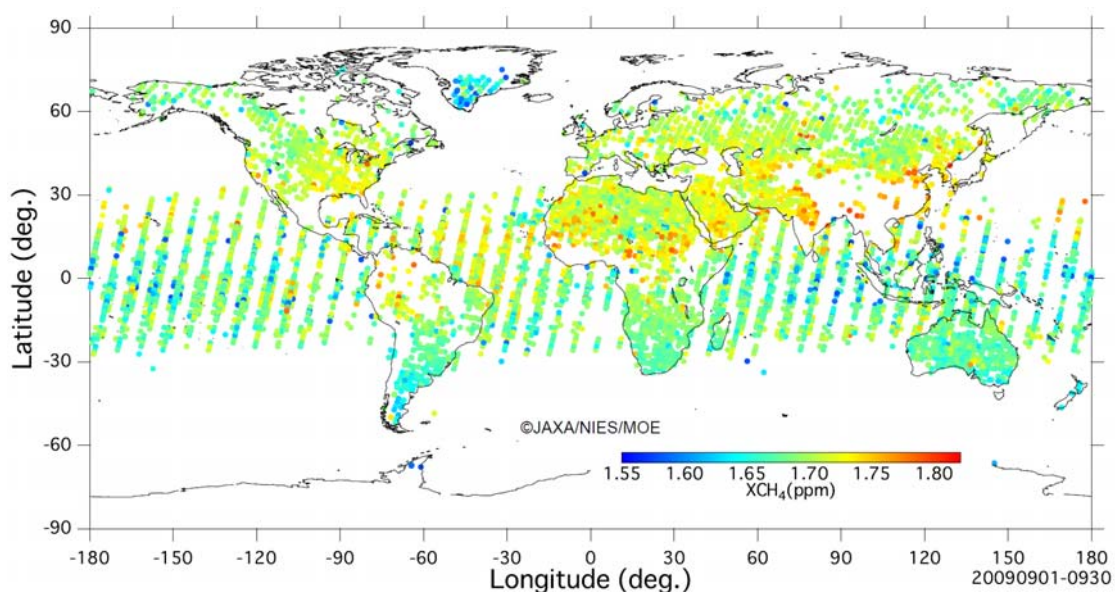 90
60
30
0
-30
-60
-90
Latitude (deg.)
©JAXA/NIES/MOE
1.55 1.60 1.65 1.70 1.75 1.80
XCH₄(ppm)
-180 -150 -120 -90 -60 -30 0 30 60 90 120 150 180
Longitude (deg.)
20090901-0930